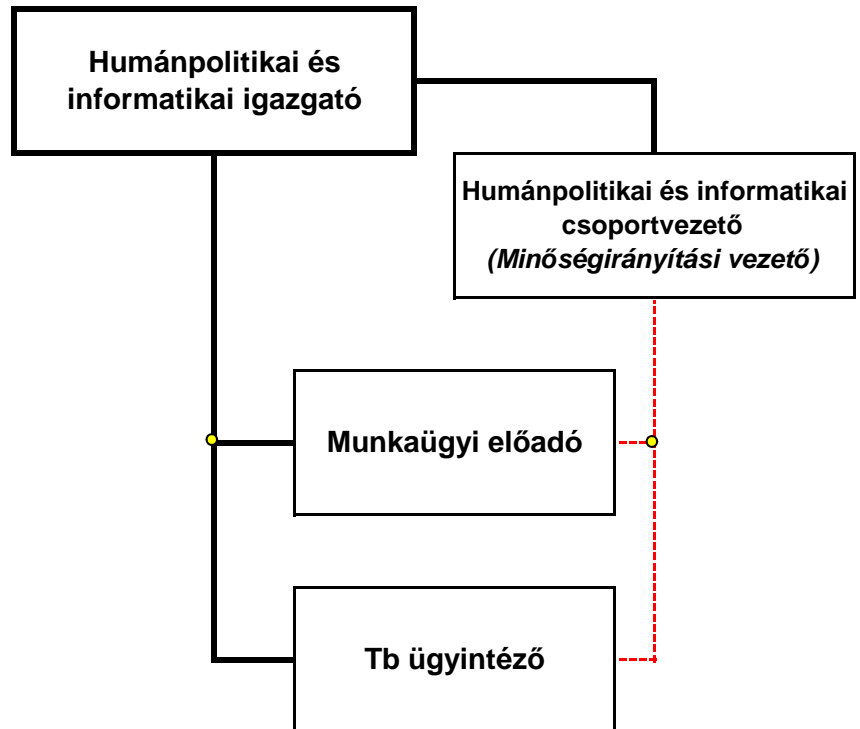 Humánpolitikai és
informatikai igazgató
Humánpolitikai és informatikai
csoportvezető
(Minőségirányítási vezető)
Munkaügyi előadó
Tb ügyintéző